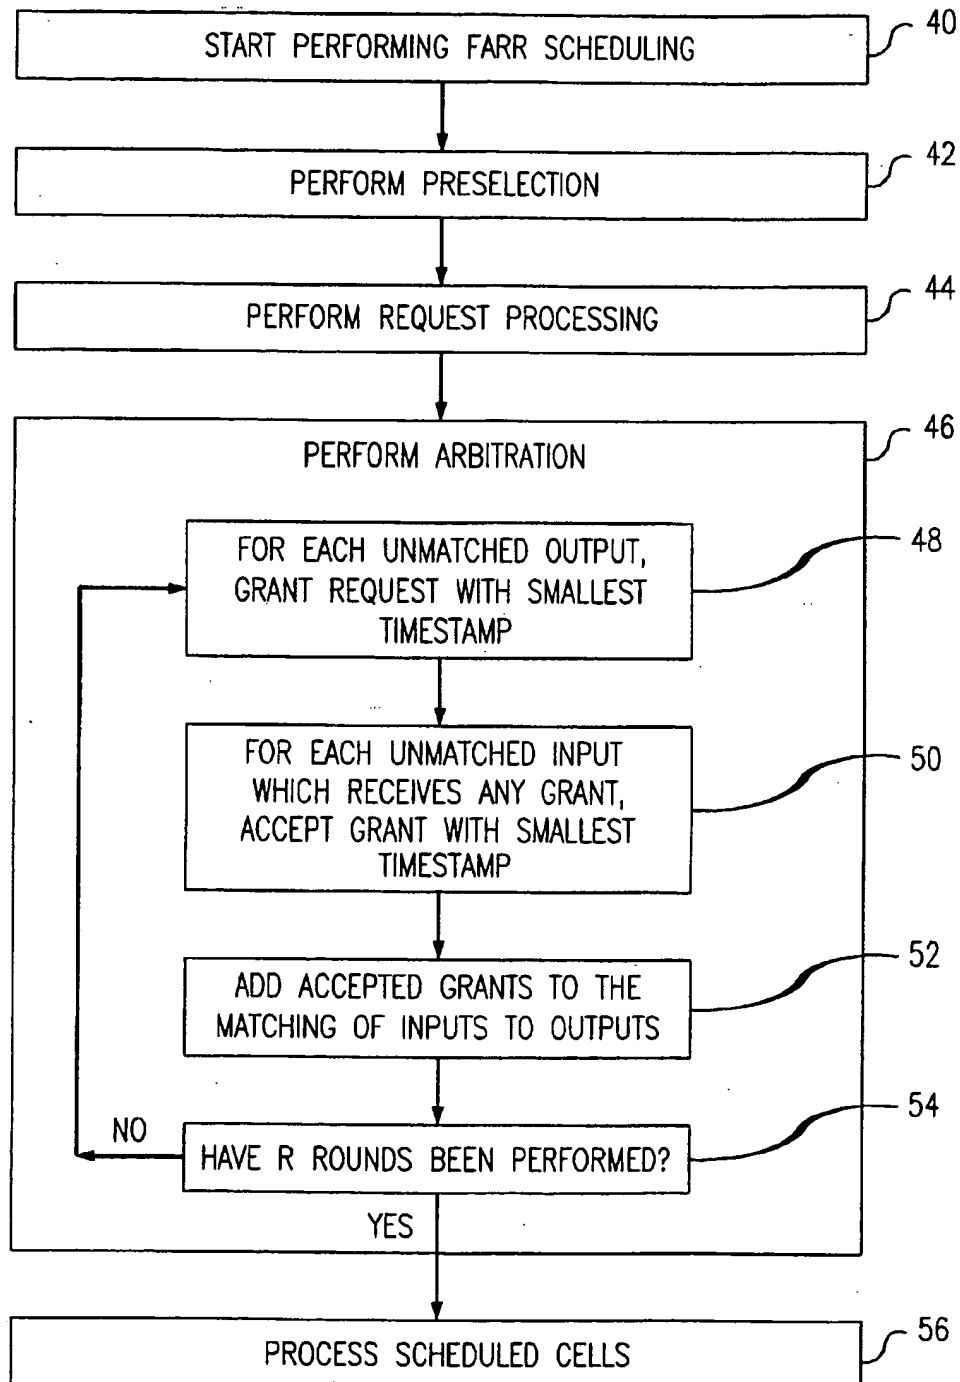 START PERFORMING FARR SCHEDULING
40
PERFORM PRESELECTION
42
PERFORM REQUEST PROCESSING
44
PERFORM ARBITRATION
46
FOR EACH UNMATCHED OUTPUT,
GRANT REQUEST WITH SMALLEST
TIMESTAMP
48
FOR EACH UNMATCHED INPUT
WHICH RECEIVES ANY GRANT,
ACCEPT GRANT WITH SMALLEST
TIMESTAMP
50
ADD ACCEPTED GRANTS TO THE
MATCHING OF INPUTS TO OUTPUTS
52
HAVE R ROUNDS BEEN PERFORMED?
54
NO
YES
PROCESS SCHEDULED CELLS
56